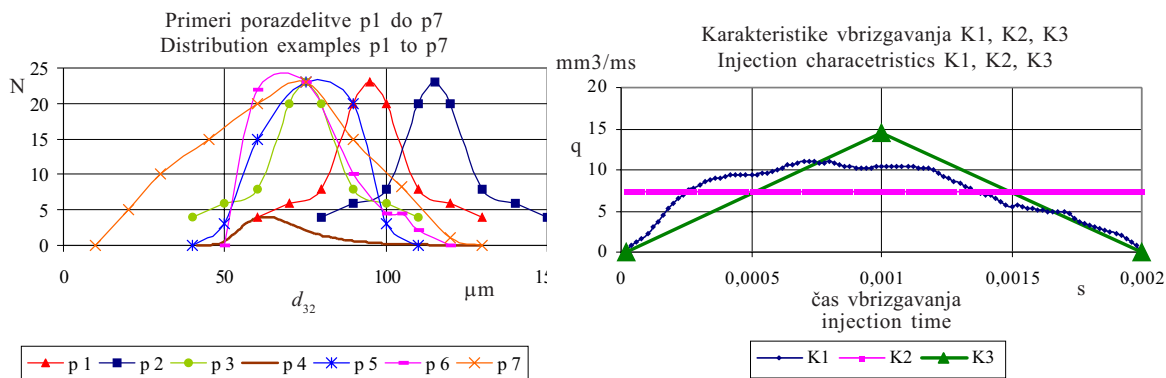 Primeri porazdelitve p1 do p7
Distribution examples p1 to p7
N
25
20
15
10
5
0
0
50
100
150
d32
μm
p 1
p 2
p 3
p 4
p 5
p 6
p 7
Karakteristike vbrizgavanja K1, K2, K3
Injection characetristics K1, K2, K3
mm3/ms
q
20
15
10
5
0
0,0005
0,001
0,0015
0,002
s
čas vbrizgavanja
injection time
K1
K2
K3